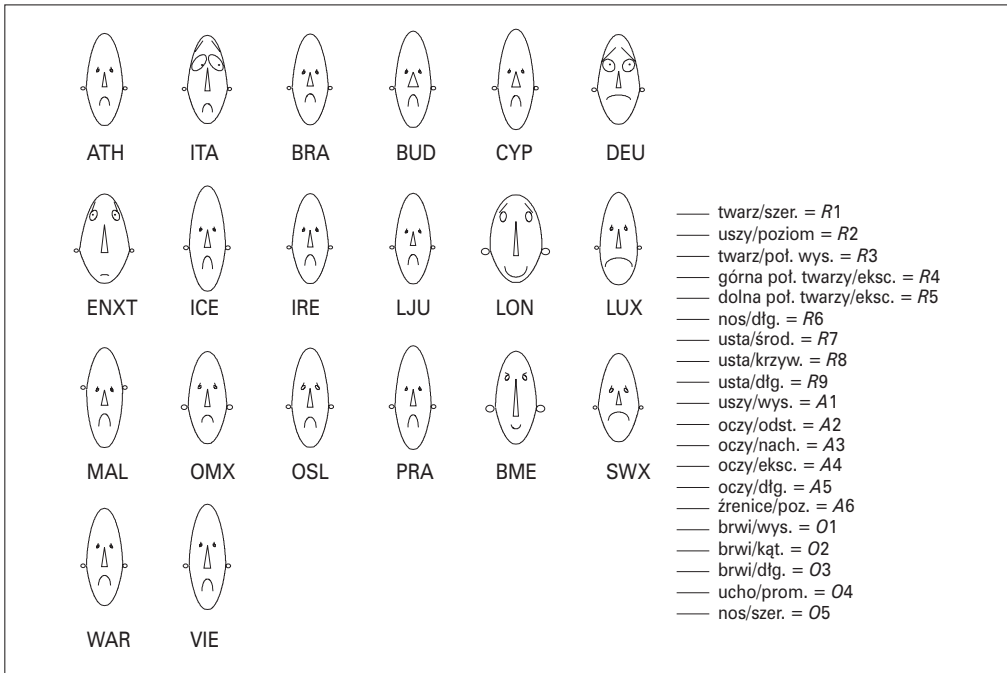 ATH ITA BRA BUD CYP DEU
ENXT ICE IRE LJU LON LUX
MAL OMX OSL PRA BME SWX
WAR VIE
twarz/szer. = R1
uszy/poziom = R2
twarz/poł. wys. = R3
górna poł. twarzy/eksc. = R4
dolna poł. twarzy/eksc. = R5
nos/dłg. = R6
usta/środ. = R7
usta/krzyw. = R8
usta/dłg. = R9
uszy/wys. = A1
oczy/odst. = A2
oczy/nach. = A3
oczy/eksc. = A4
oczy/dłg. = A5
źrenice/poz. = A6
brwi/wys. = O1
brwi/kąt. = O2
brwi/dłg. = O3
ucho/prom. = O4
nos/szer. = O5